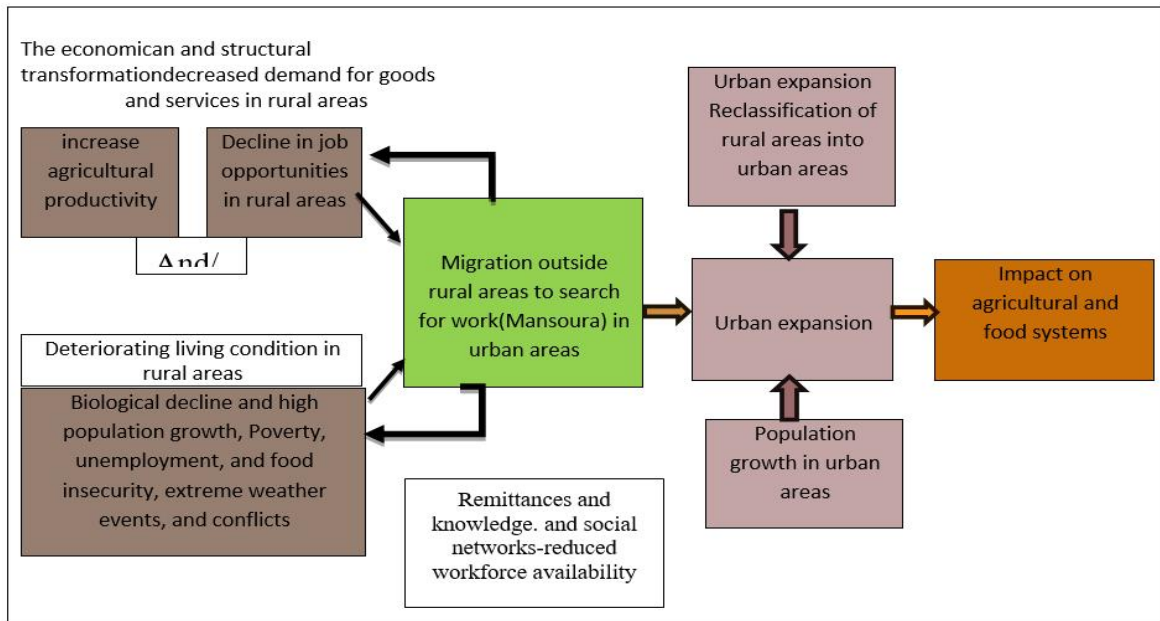 The economican and structural
transformationdecreased demand for goods
and services in rural areas
increase
agricultural
productivity
Decline in job
opportunities
in rural areas
And/
Deteriorating living condition in
rural areas
Biological decline and high
population growth, Poverty,
unemployment, and food
insecurity, extreme weather
events, and conflicts
Migration outside
rural areas to search
for work(Mansoura) in
urban areas
Remittances and
knowledge. and social
networks-reduced
workforce availability
Urban expansion
Reclassification of
rural areas into
urban areas
Urban expansion
Population
growth in urban
areas
Impact on
agricultural and
food systems